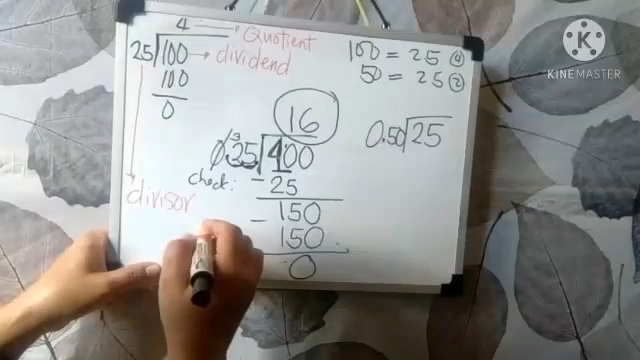 4 → Quotient
25 100 → dividend
100
0
divisor
100 = 25 (4)
50 = 25 (2)
16
3
0.25 400
check:
- 25
150
- 150
0
0.50 25
K
KINEMASTER